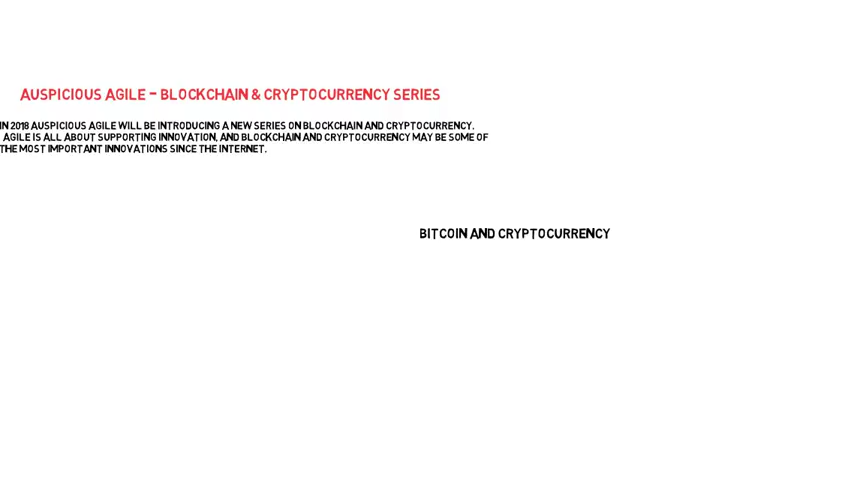 AUSPICIOUS AGILE - BLOCKCHAIN & CRYPTOCURRENCY SERIES
IN 2018 AUSPICIOUS AGILE WILL BE INTRODUCING A NEW SERIES ON BLOCKCHAIN AND CRYPTOCURRENCY.
AGILE IS ALL ABOUT SUPPORTING INNOVATION, AND BLOCKCHAIN AND CRYPTOCURRENCY MAY BE SOME OF
THE MOST IMPORTANT INNOVATIONS SINCE THE INTERNET.
BITCOIN AND CRYPTOCURRENCY